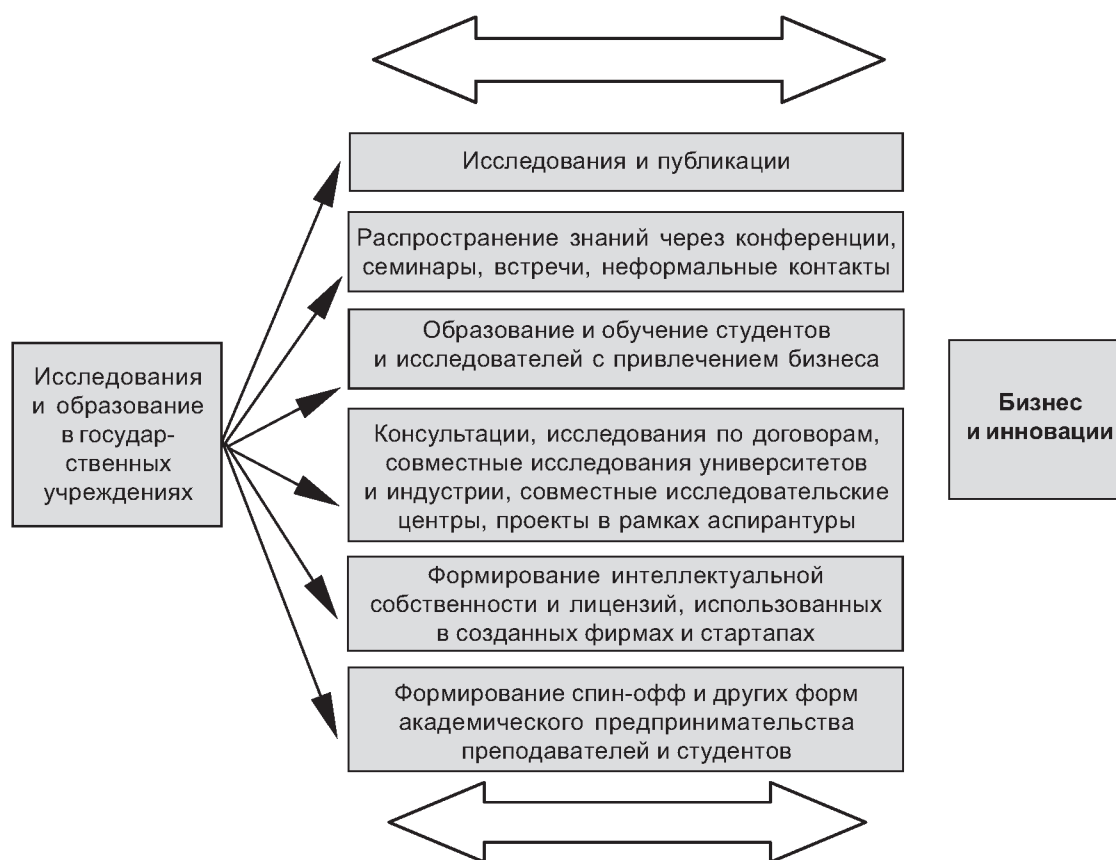 Исследования
и образование
в государ-
ственных
учреждениях
Исследования и публикации
Распространение знаний через конференции,
семинары, встречи, неформальные контакты
Образование и обучение студентов
и исследователей с привлечением бизнеса
Консультации, исследования по договорам,
совместные исследования университетов
и индустрии, совместные исследовательские
центры, проекты в рамках аспирантуры
Формирование интеллектуальной
собственности и лицензий, использованных
в созданных фирмах и стартапах
Формирование спин-офф и других форм
академического предпринимательства
преподавателей и студентов
Бизнес
и инновации